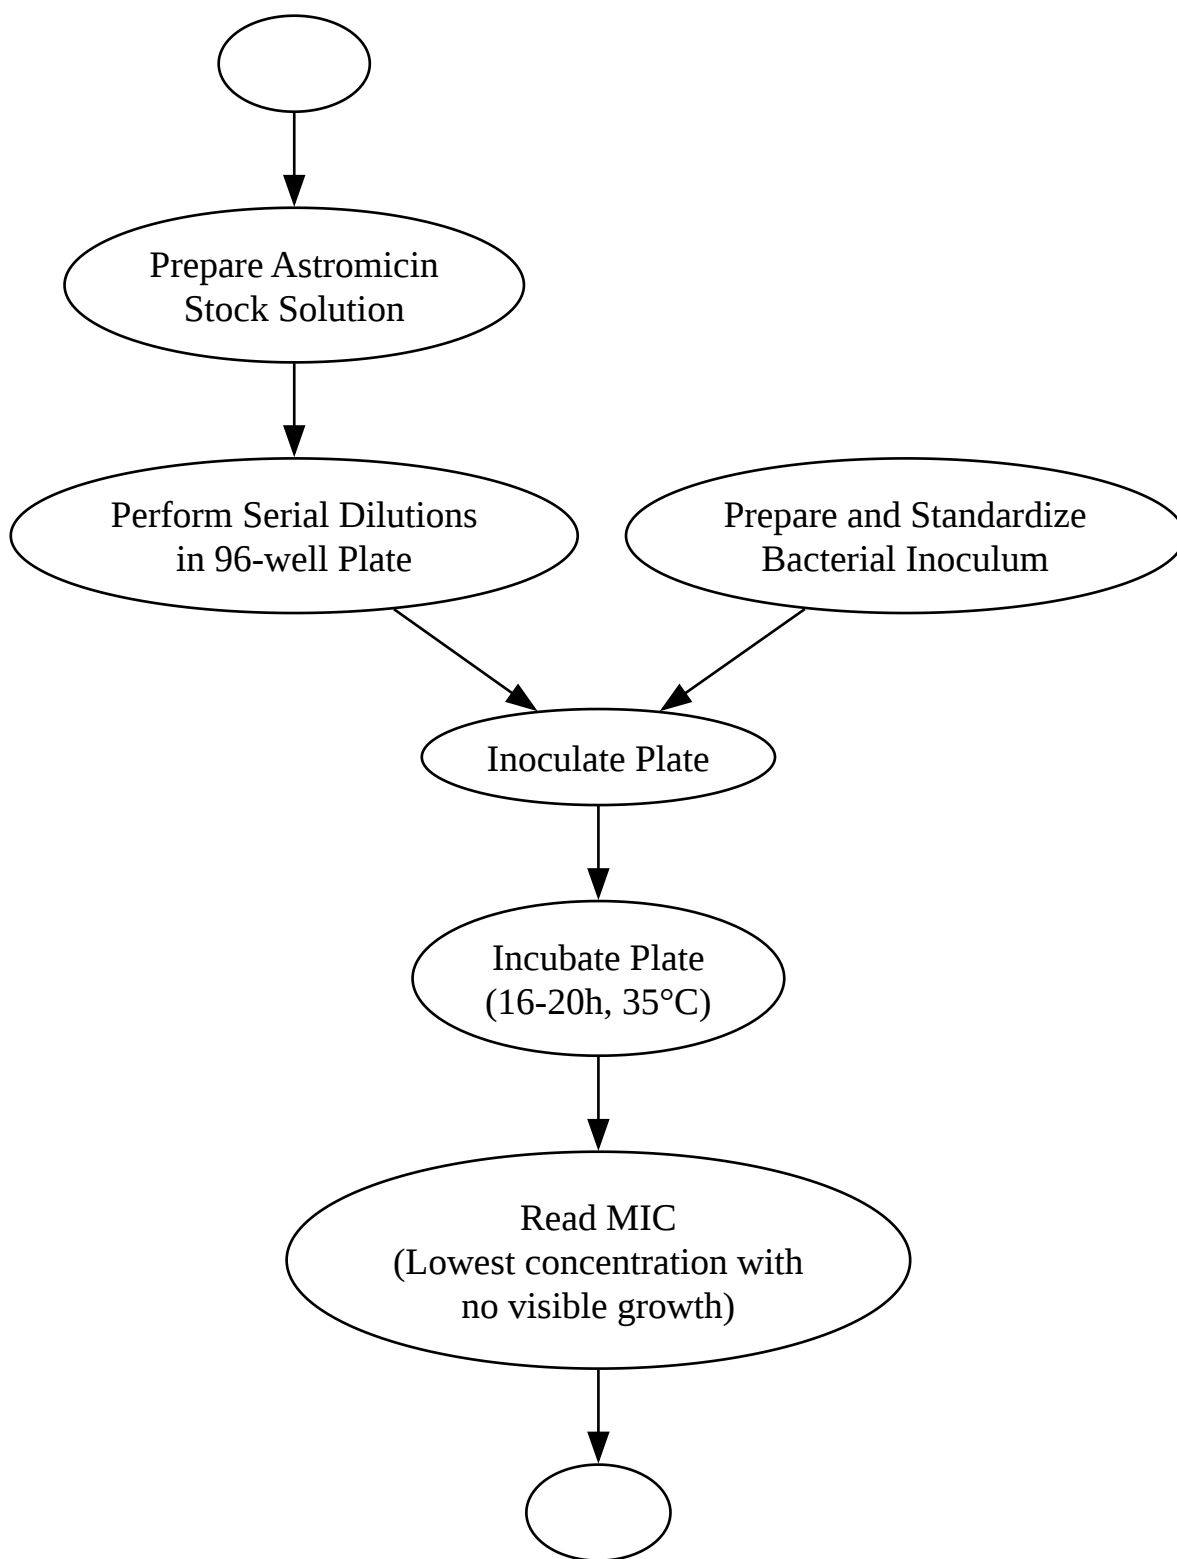 Prepare Astromicin
Stock Solution
Perform Serial Dilutions
in 96-well Plate
Prepare and Standardize
Bacterial Inoculum
Inoculate Plate
Incubate Plate
(16-20h, 35°C)
Read MIC
(Lowest concentration with
no visible growth)